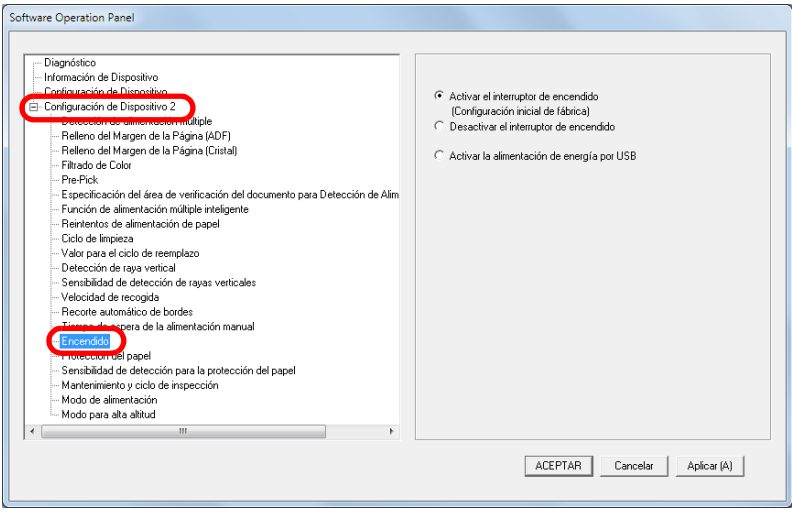 Software Operation Panel
Diagnóstico
Información de Dispositivo
Configuración de Dispositivo
Configuración de Dispositivo 2
Detección de alimentación múltiple
Relleno del Margen de la Página (ADF)
Relleno del Margen de la Página (Cristal)
Filtrado de Color
Pre-Pick
Especificación del área de verificación del documento para Detección de Alim
Función de alimentación múltiple inteligente
Reintentos de alimentación de papel
Ciclo de limpieza
Valor para el ciclo de reemplazo
Detección de raya vertical
Sensibilidad de detección de rayas verticales
Velocidad de recogida
Recorte automático de bordes
Tiempo de espera de la alimentación manual
Encendido
Protección del papel
Sensibilidad de detección para la protección del papel
Mantenimiento y ciclo de inspección
Modo de alimentación
Modo para alta altitud
Activar el interruptor de encendido
(Configuración inicial de fábrica)
Desactivar el interruptor de encendido
Activar la alimentación de energía por USB
ACEPTAR
Cancelar
Aplicar (A)